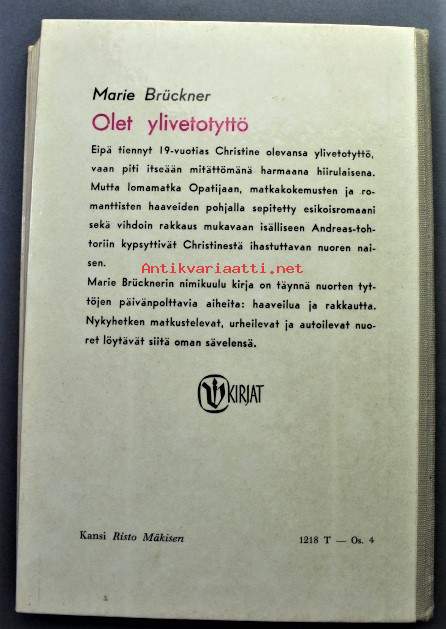 Marie Brückner
Olet ylivetotyttö
Eipä tiennyt 19-vuotias Christine olevansa ylivetotyttö,
vaan piti itseään mitättömänä harmaana hiirulaisena.
Mutta lomamatka Opatijaan, matkakokemusten ja ro-
manttisten haaveiden pohjalla sepitetty esikoisromaani
sekä vihdoin rakkaus mukavaan isälliseen Andreas-toh-
toriin kypsyttivät Christinestä ihastuttavan nuoren nai-
sen.
Antikvariaatti.net
Marie Brücknerin nimikuulu kirja on täynnä nuorten tyt-
töjen päivänpolttavia aiheita: haaveilua ja rakkautta.
Nykyhetken matkustelevat, urheilevat ja autoilevat nuo-
ret löytävät siitä oman sävelensä.
V KIRJAT
Kansi Risto Mäkisen
1218 T — Os. 4